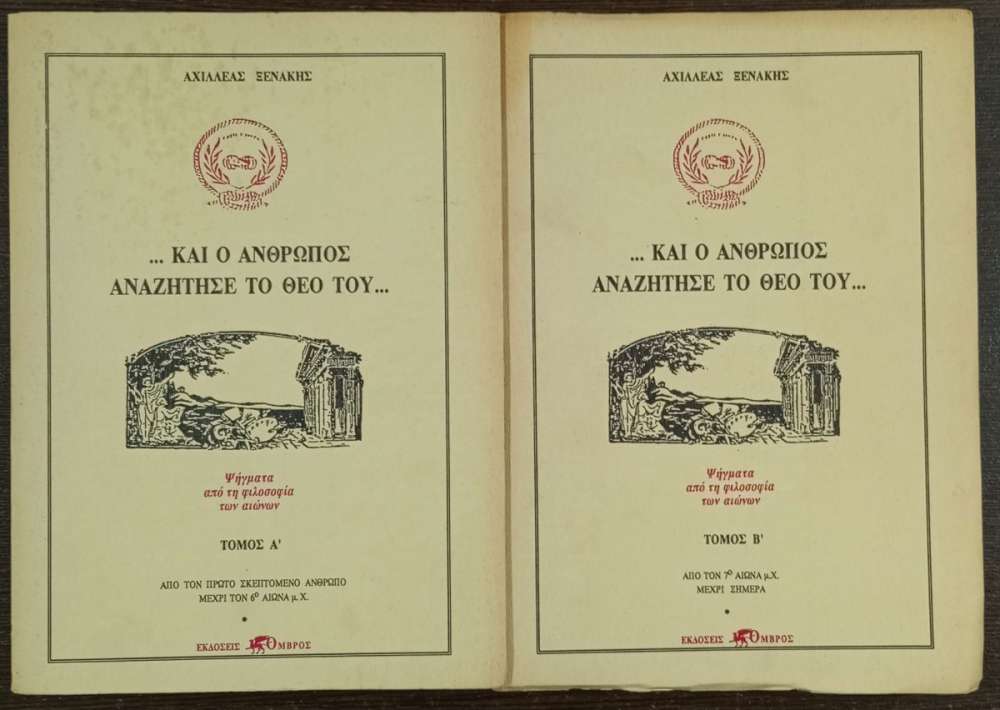 ΑΧΙΛΛΕΑΣ ΞΕΝΑΚΗΣ
... ΚΑΙ Ο ΑΝΘΡΩΠΟΣ
ΑΝΑΖΗΤΗΣΕ ΤΟ ΘΕΟ ΤΟΥ...
Ψήγματα
από τη φιλοσοφία
των αιώνων
ΤΟΜΟΣ Α'
ΑΠΟ ΤΟΝ ΠΡΩΤΟ ΣΚΕΠΤΟΜΕΝΟ ΑΝΘΡΩΠΟ
ΜΕΧΡΙ ΤΟΝ 6ο ΑΙΩΝΑ μ. Χ.
ΕΚΔΟΣΕΙΣ ΟΜΒΡΟΣ
ΑΧΙΛΛΕΑΣ ΞΕΝΑΚΗΣ
... ΚΑΙ Ο ΑΝΘΡΩΠΟΣ
ΑΝΑΖΗΤΗΣΕ ΤΟ ΘΕΟ ΤΟΥ...
Ψήγματα
από τη φιλοσοφία
των αιώνων
ΤΟΜΟΣ Β'
ΑΠΟ ΤΟΝ 7ο ΑΙΩΝΑ μ.Χ.
ΜΕΧΡΙ ΣΗΜΕΡΑ
ΕΚΔΟΣΕΙΣ ΟΜΒΡΟΣ